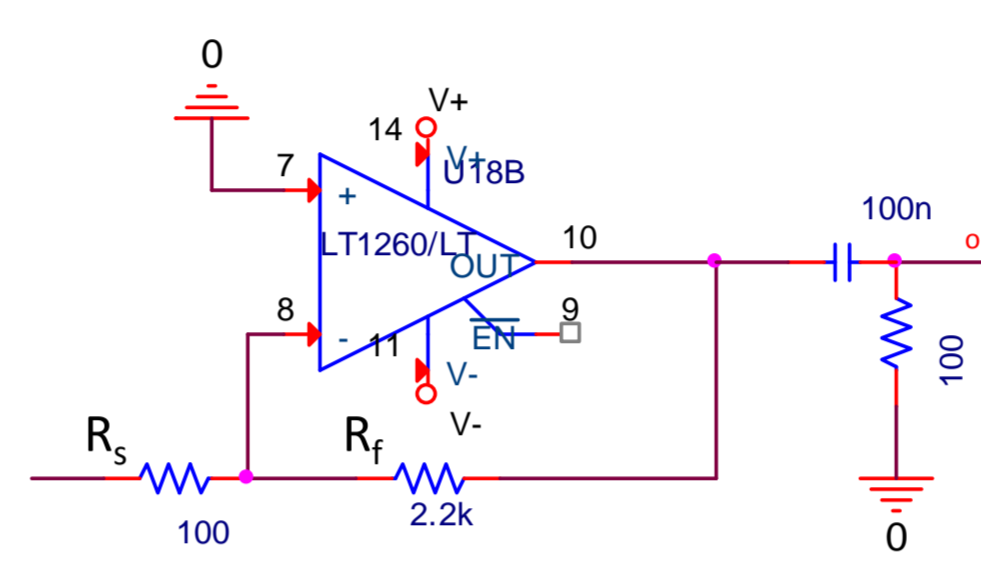 0
V+
14
V+
U18B
7
+
100n
LT1260/LT
10
o
OUT
8
9
-
11
EN
100
V-
V-
Rs
Rf
100
2.2k
0